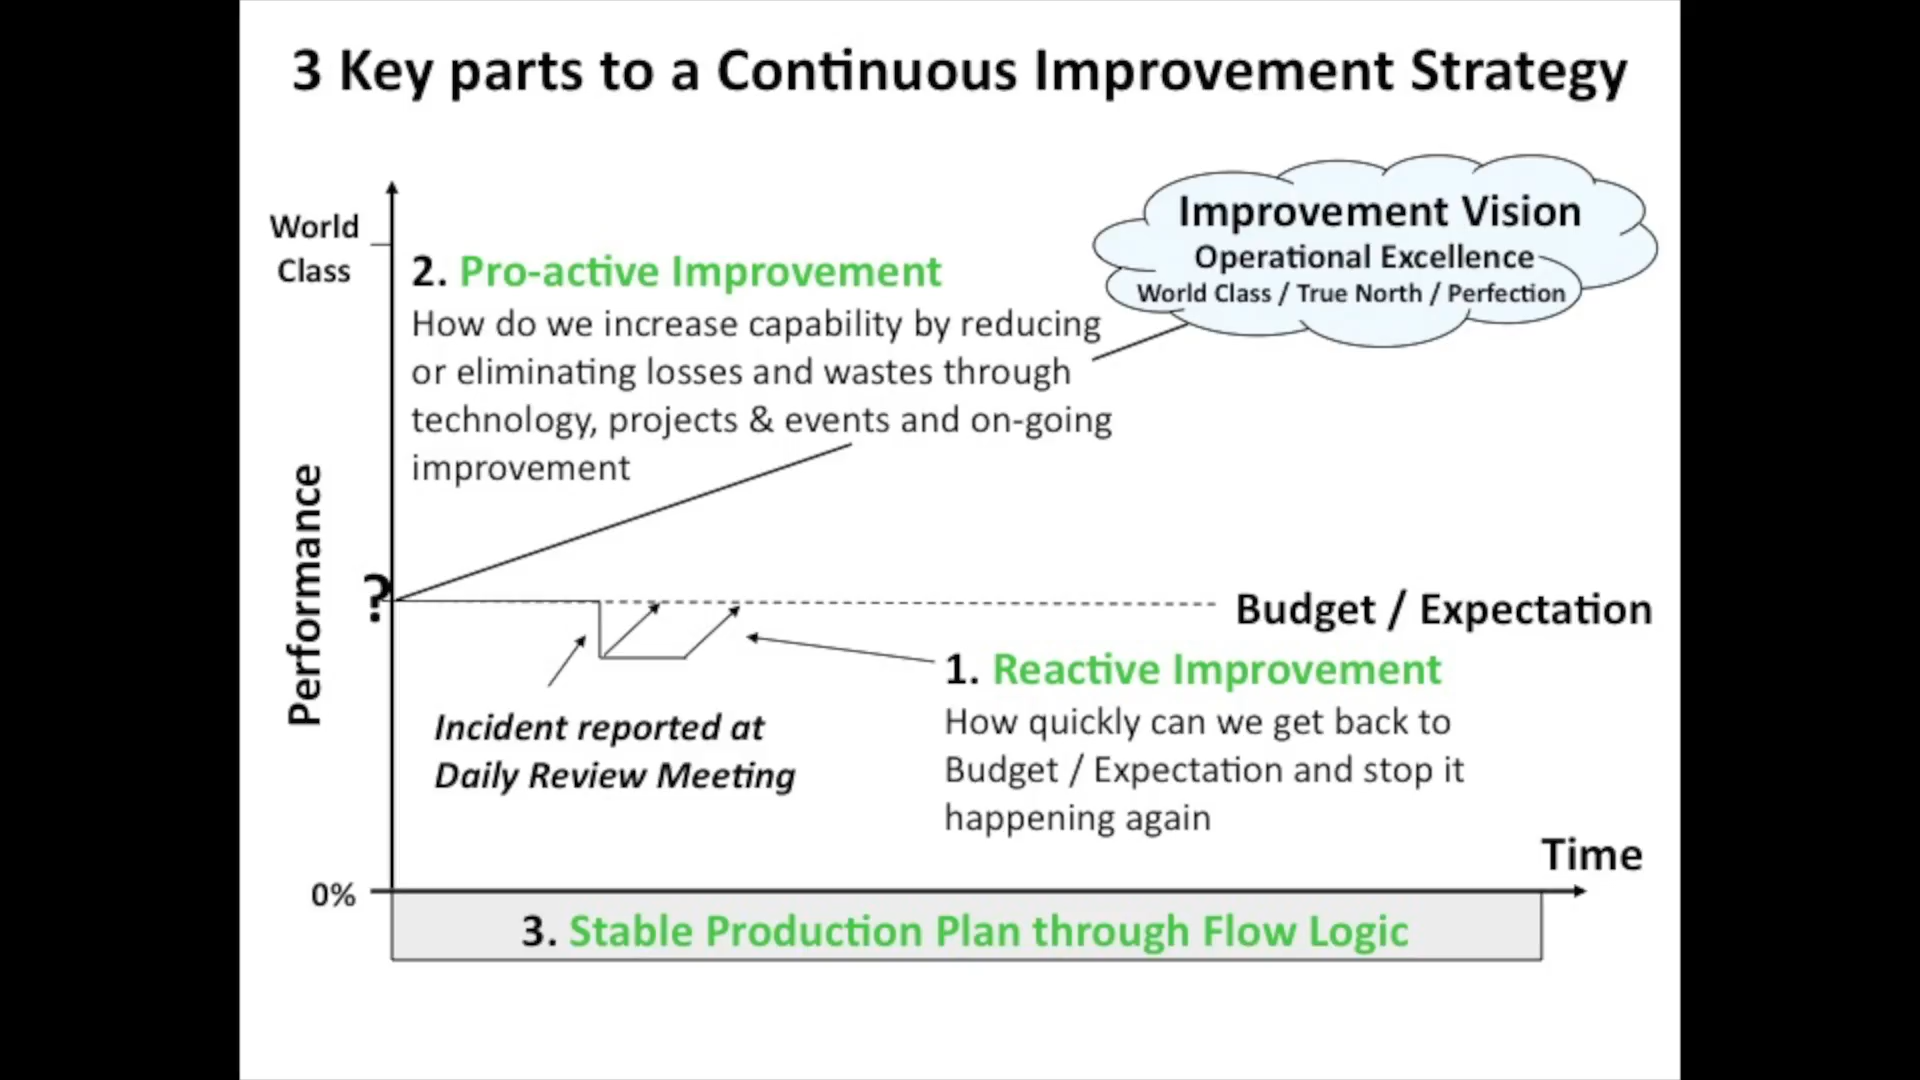 3 Key parts to a Continuous Improvement Strategy
World
Class
Improvement Vision
Operational Excellence
World Class / True North / Perfection
2. Pro-active Improvement
How do we increase capability by reducing
or eliminating losses and wastes through
technology, projects & events and on-going
improvement
Performance
?
Budget / Expectation
1. Reactive Improvement
How quickly can we get back to
Budget / Expectation and stop it
happening again
Incident reported at
Daily Review Meeting
Time
0%
3. Stable Production Plan through Flow Logic